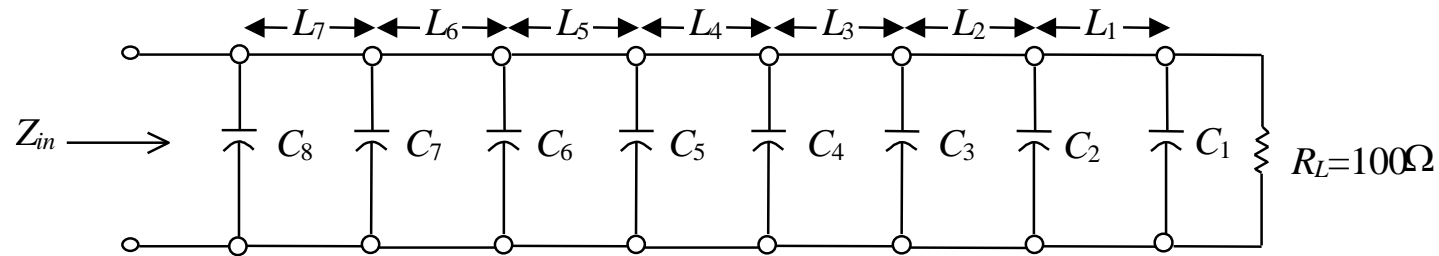 L7 L6 L5 L4 L3 L2 L1
Zin C8 C7 C6 C5 C4 C3 C2 C1 RL=100Ω